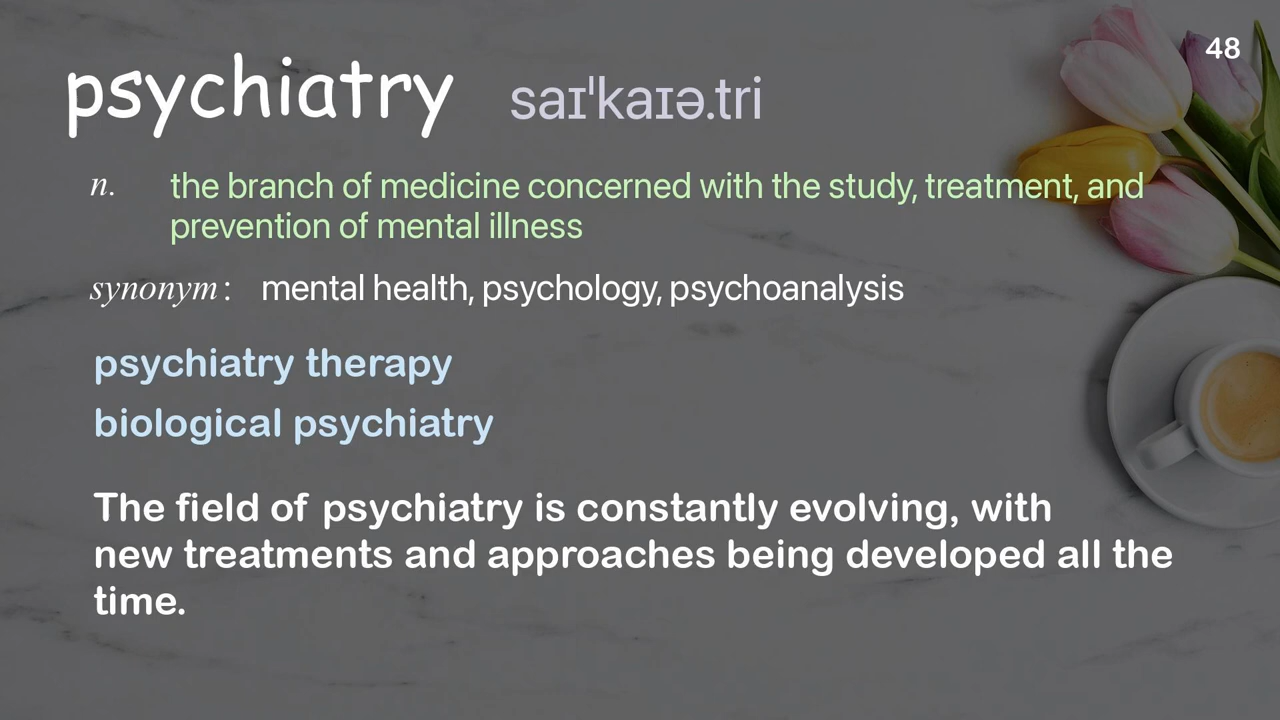 48
psychiatry saɪˈkaɪə.tri
n. the branch of medicine concerned with the study, treatment, and
prevention of mental illness
synonym: mental health, psychology, psychoanalysis
psychiatry therapy
biological psychiatry
The field of psychiatry is constantly evolving, with
new treatments and approaches being developed all the
time.